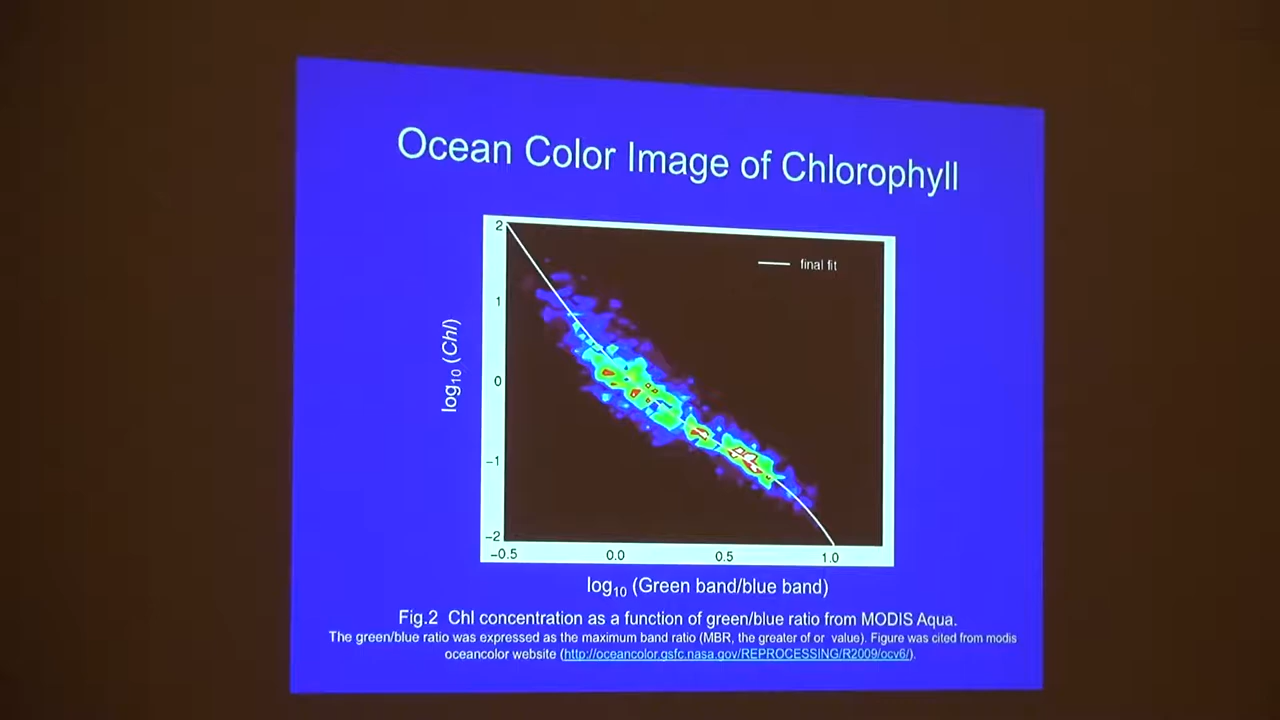 Ocean Color Image of Chlorophyll
2
final fit
1
log10 (Chl)
0
−1
−2
−0.5 0.0 0.5 1.0
log10 (Green band/blue band)
Fig.2 Chl concentration as a function of green/blue ratio from MODIS Aqua.
The green/blue ratio was expressed as the maximum band ratio (MBR, the greater of or value). Figure was cited from modis
oceancolor website (http://oceancolor.gsfc.nasa.gov/REPROCESSING/R2009/ocv6/).